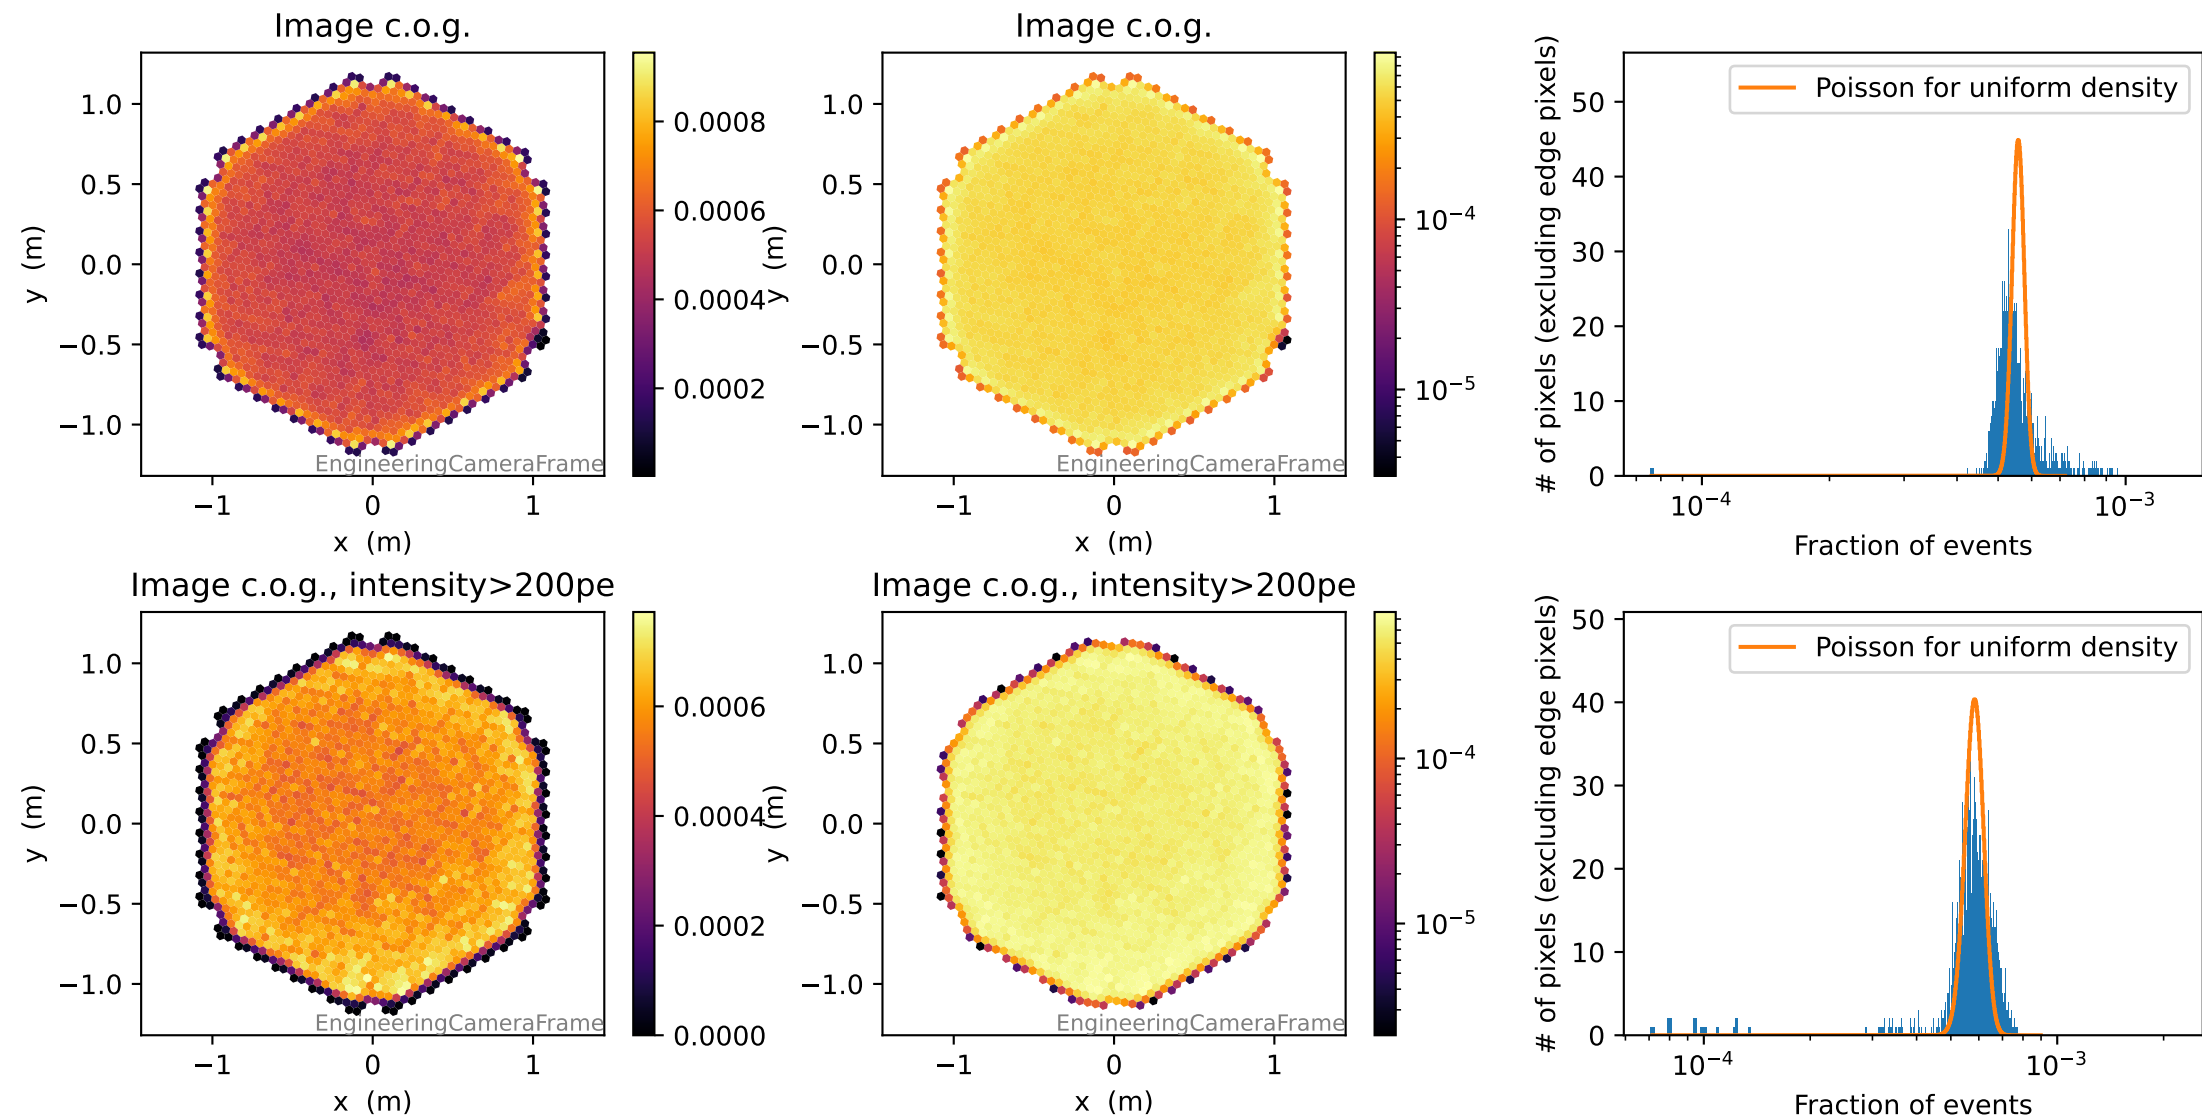 Image c.o.g.
y (m)
1.0
0.5
0.0
−0.5
−1.0
−1
0
1
x (m)
EngineeringCameraFrame
0.0008
0.0006
0.0004
0.0002
Image c.o.g.
y (m)
1.0
0.5
0.0
−0.5
−1.0
−1
0
1
x (m)
EngineeringCameraFrame
10⁻⁴
10⁻⁵
# of pixels (excluding edge pixels)
50
40
30
20
10
0
Poisson for uniform density
10⁻⁴
10⁻³
Fraction of events
Image c.o.g., intensity>200pe
y (m)
1.0
0.5
0.0
−0.5
−1.0
−1
0
1
x (m)
EngineeringCameraFrame
0.0006
0.0004
0.0002
0.0000
Image c.o.g., intensity>200pe
y (m)
1.0
0.5
0.0
−0.5
−1.0
−1
0
1
x (m)
EngineeringCameraFrame
10⁻⁴
10⁻⁵
# of pixels (excluding edge pixels)
50
40
30
20
10
0
Poisson for uniform density
10⁻⁴
10⁻³
Fraction of events